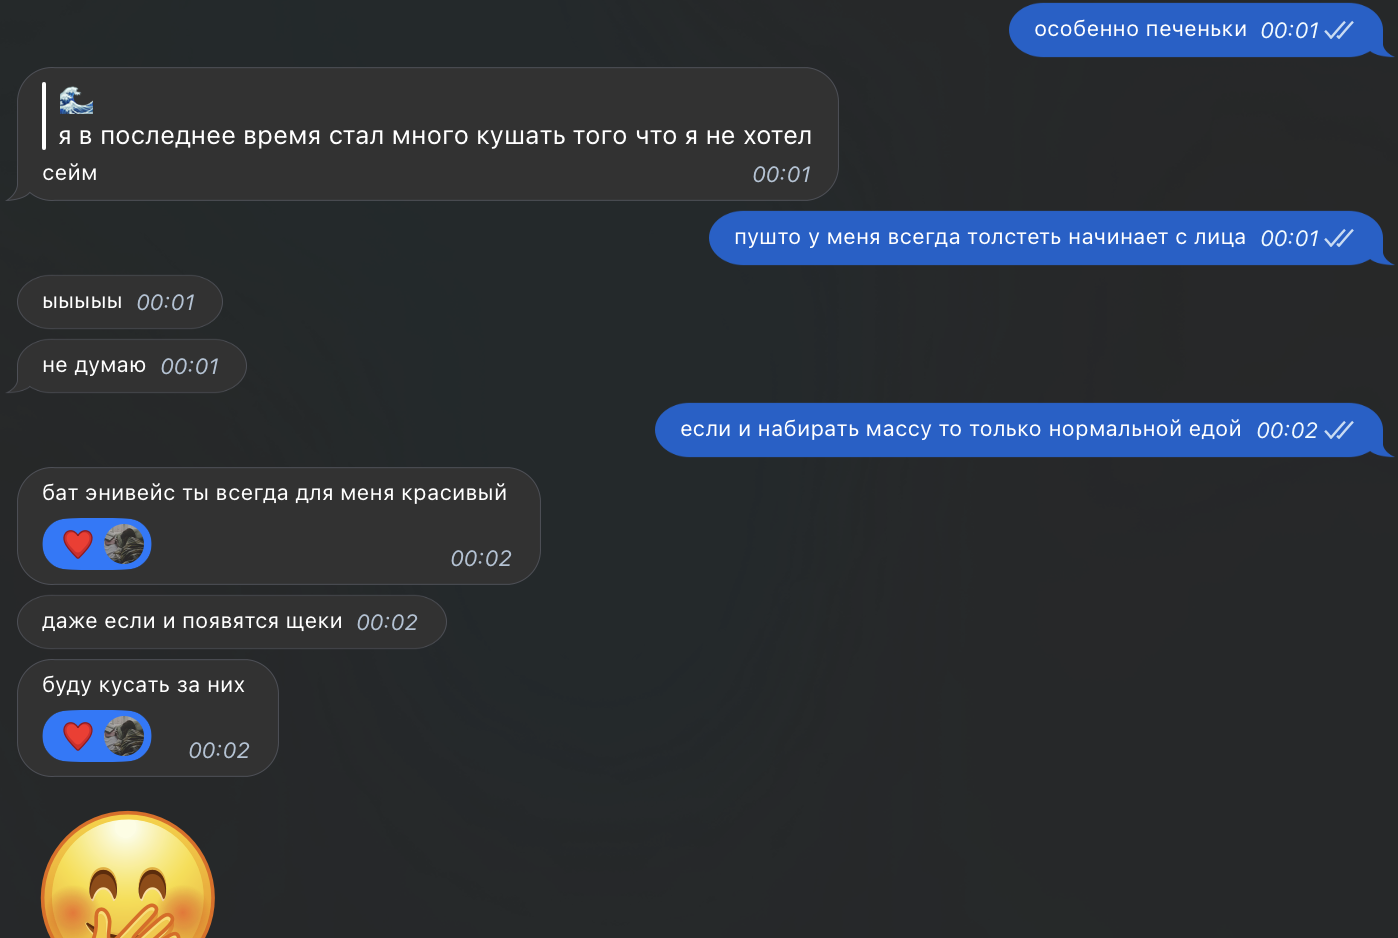 особенно печеньки 00:01
🌊
я в последнее время стал много кушать того что я не хотел
сейм 00:01
пушто у меня всегда толстеть начинает с лица 00:01
ыыыыы 00:01
не думаю 00:01
если и набирать массу то только нормальной едой 00:02
бат энивейс ты всегда для меня красивый
❤️ 00:02
даже если и появятся щеки 00:02
буду кусать за них
❤️ 00:02